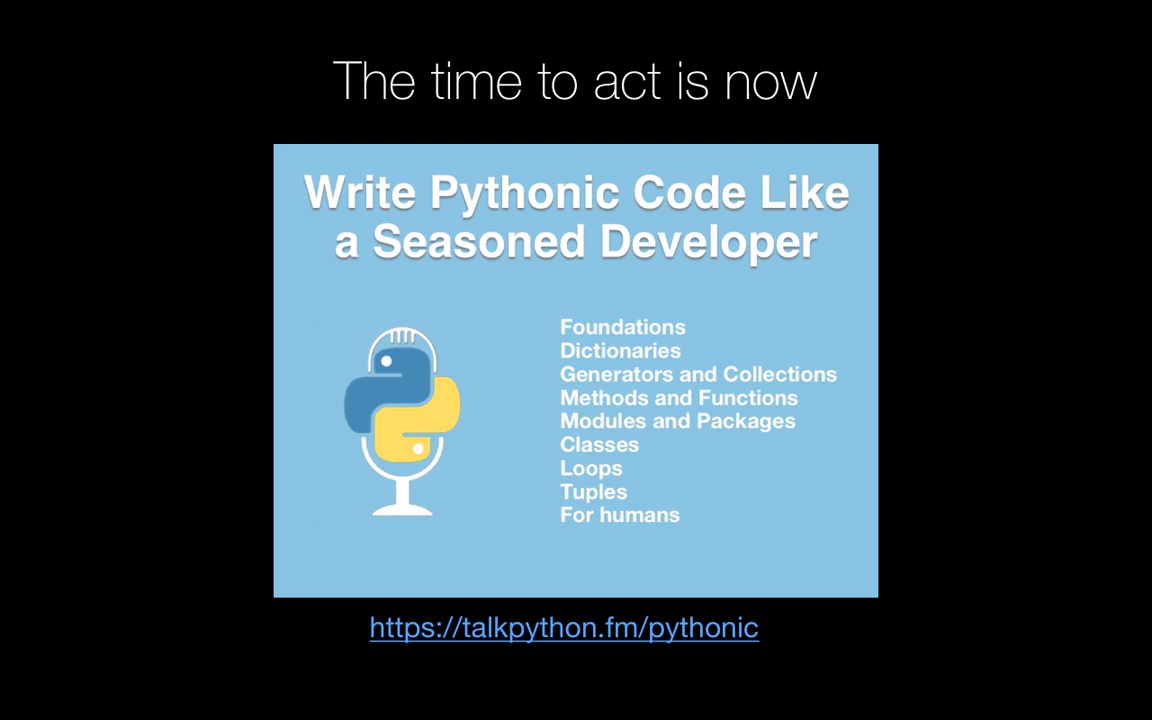 The time to act is now
Write Pythonic Code Like
a Seasoned Developer
Foundations
Dictionaries
Generators and Collections
Methods and Functions
Modules and Packages
Classes
Loops
Tuples
For humans
https://talkpython.fm/pythonic